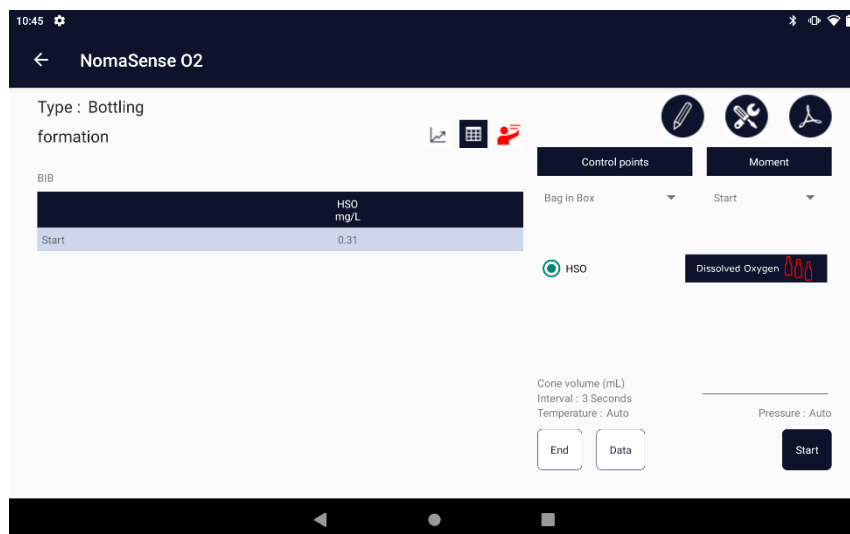 10:45
NomaSense O2
Type : Bottling
formation
BIB
HSO
mg/L
Start 0.31
Control points Moment
Bag in Box Start
HSO Dissolved Oxygen
Cone volume (mL)
Interval : 3 Seconds
Temperature : Auto Pressure : Auto
End Data Start